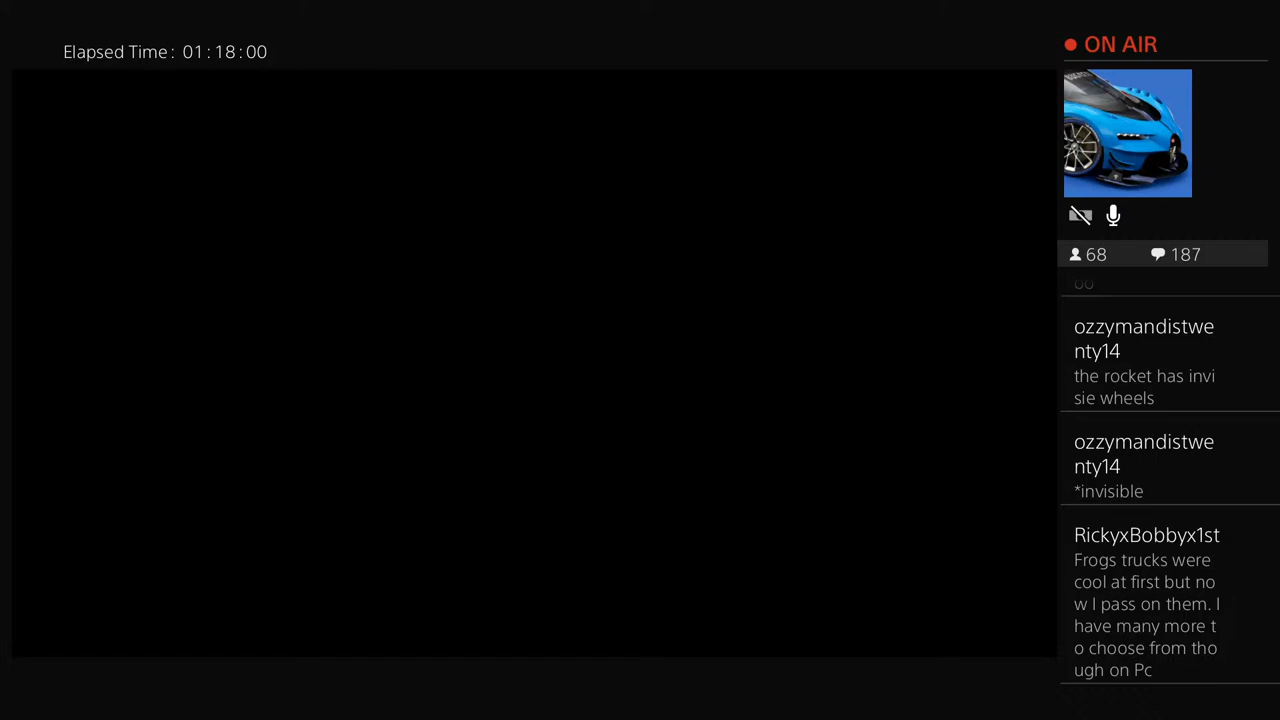 Elapsed Time: 01:18:00
ON AIR
68 187
ozzymandistwe
nty14
the rocket has invi
sie wheels
ozzymandistwe
nty14
*invisible
RickyxBobbyx1st
Frogs trucks were
cool at first but no
w I pass on them. I
have many more t
o choose from tho
ugh on Pc